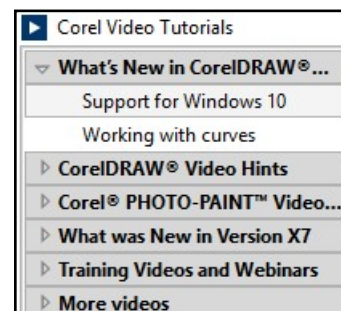 Corel Video Tutorials
What's New in CorelDRAW®...
Support for Windows 10
Working with curves
CorelDRAW® Video Hints
Corel® PHOTO-PAINT™ Video...
What was New in Version X7
Training Videos and Webinars
More videos